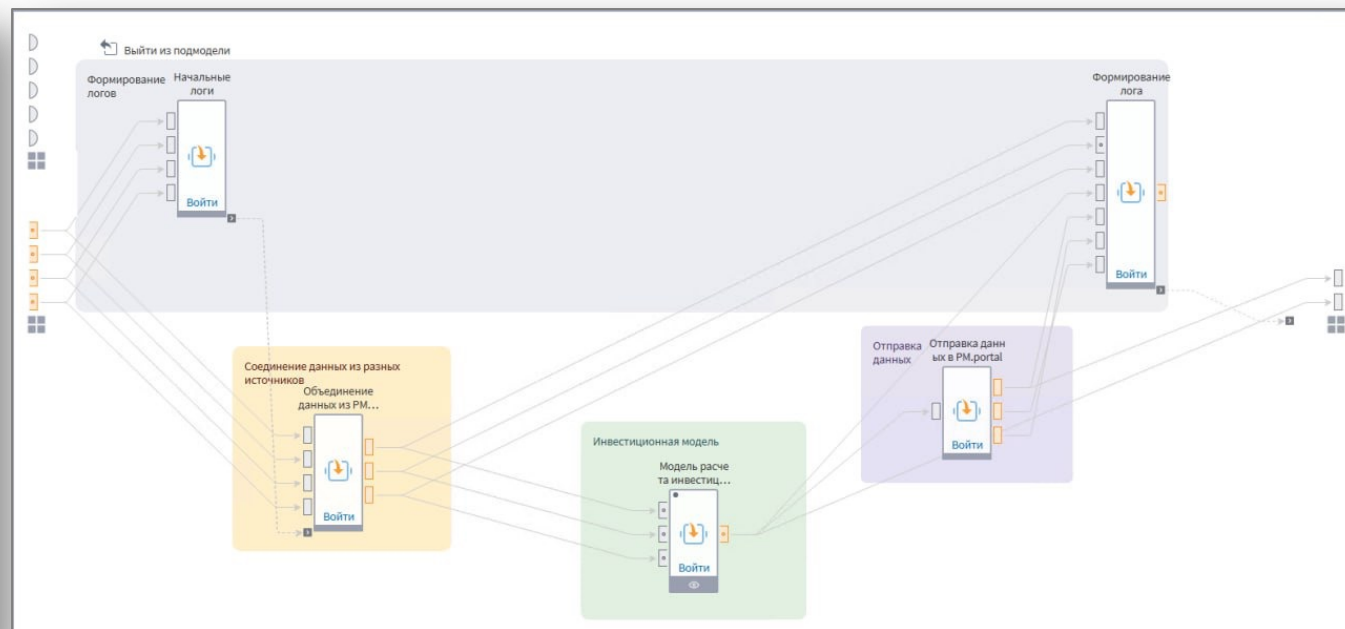 Выйти из подмодели
Формирование
логов
Начальные
логи
Войти
Формирование
лога
Войти
Соединение данных из разных
источников
Объединение
данных из PM...
Войти
Инвестиционная модель
Модель расче
та инвестиц...
Войти
Отправка
данных
Отправка данн
ых в PM.portal
Войти